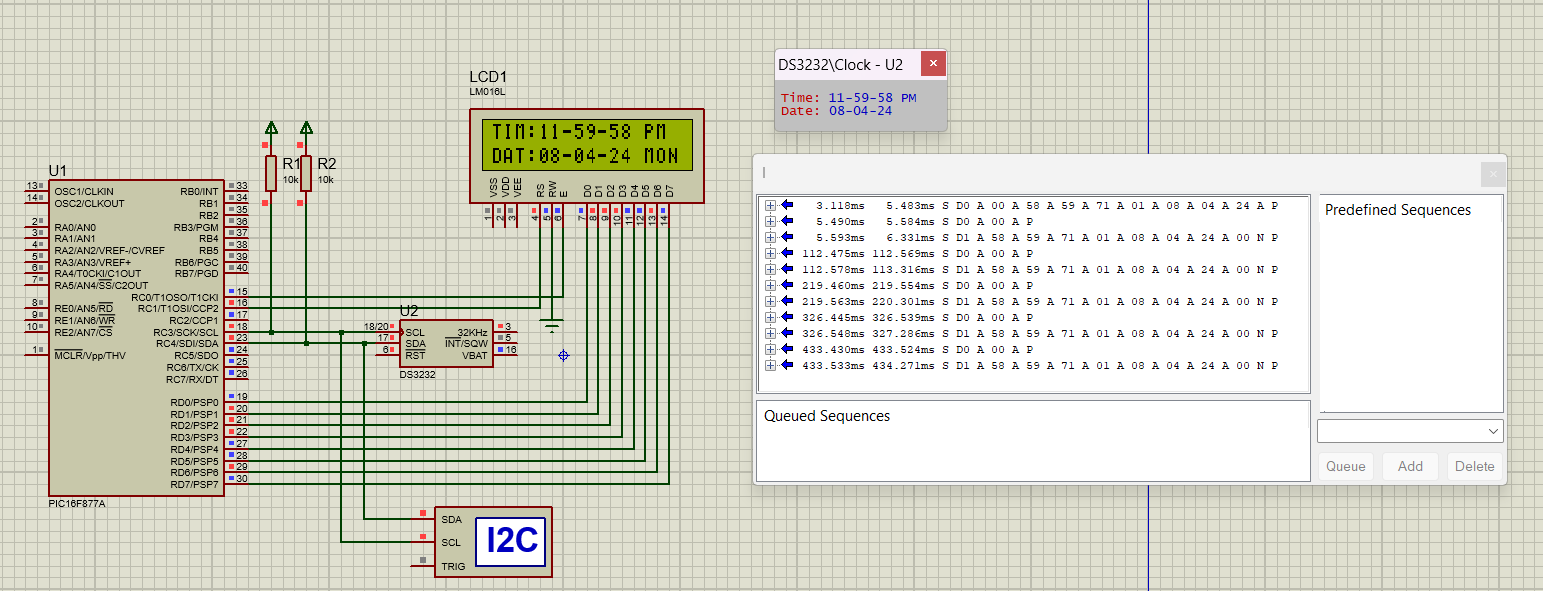 LCD1
LM016L
TIM:11-59-58 PM
DAT:08-04-24 MON
VSS
VDD
VEE
RS
RW
E
D0
D1
D2
D3
D4
D5
D6
D7
1
2
3
4
5
6
7
8
9
10
11
12
13
14
R1
10k
R2
10k
U1
13
OSC1/CLKIN
14
OSC2/CLKOUT
2
RA0/AN0
3
RA1/AN1
4
RA2/AN2/VREF-/CVREF
5
RA3/AN3/VREF+
6
RA4/T0CKI/C1OUT
7
RA5/AN4/SS/C2OUT
8
RE0/AN5/RD
9
RE1/AN6/WR
10
RE2/AN7/CS
1
MCLR/Vpp/THV
RB0/INT
33
RB1
34
RB2
35
RB3/PGM
36
RB4
37
RB5
38
RB6/PGC
39
RB7/PGD
40
RC0/T1OSO/T1CKI
15
RC1/T1OSI/CCP2
16
RC2/CCP1
17
RC3/SCK/SCL
18
RC4/SDI/SDA
23
RC5/SDO
24
RC6/TX/CK
25
RC7/RX/DT
26
RD0/PSP0
19
RD1/PSP1
20
RD2/PSP2
21
RD3/PSP3
22
RD4/PSP4
27
RD5/PSP5
28
RD6/PSP6
29
RD7/PSP7
30
PIC16F877A
U2
18/20
SCL
17
SDA
6
RST
32KHz
3
INT/SQW
5
VBAT
16
DS3232
SDA
SCL
TRIG
I2C
DS3232\Clock - U2
Time: 11-59-58 PM
Date: 08-04-24
3.118ms 5.483ms S D0 A 00 A 58 A 59 A 71 A 01 A 08 A 04 A 24 A P
5.490ms 5.584ms S D0 A 00 A P
5.593ms 6.331ms S D1 A 58 A 59 A 71 A 01 A 08 A 04 A 24 A 00 N P
112.475ms 112.569ms S D0 A 00 A P
112.578ms 113.316ms S D1 A 58 A 59 A 71 A 01 A 08 A 04 A 24 A 00 N P
219.460ms 219.554ms S D0 A 00 A P
219.563ms 220.301ms S D1 A 58 A 59 A 71 A 01 A 08 A 04 A 24 A 00 N P
326.445ms 326.539ms S D0 A 00 A P
326.548ms 327.286ms S D1 A 58 A 59 A 71 A 01 A 08 A 04 A 24 A 00 N P
433.430ms 433.524ms S D0 A 00 A P
433.533ms 434.271ms S D1 A 58 A 59 A 71 A 01 A 08 A 04 A 24 A 00 N P
Predefined Sequences
Queued Sequences
Queue
Add
Delete